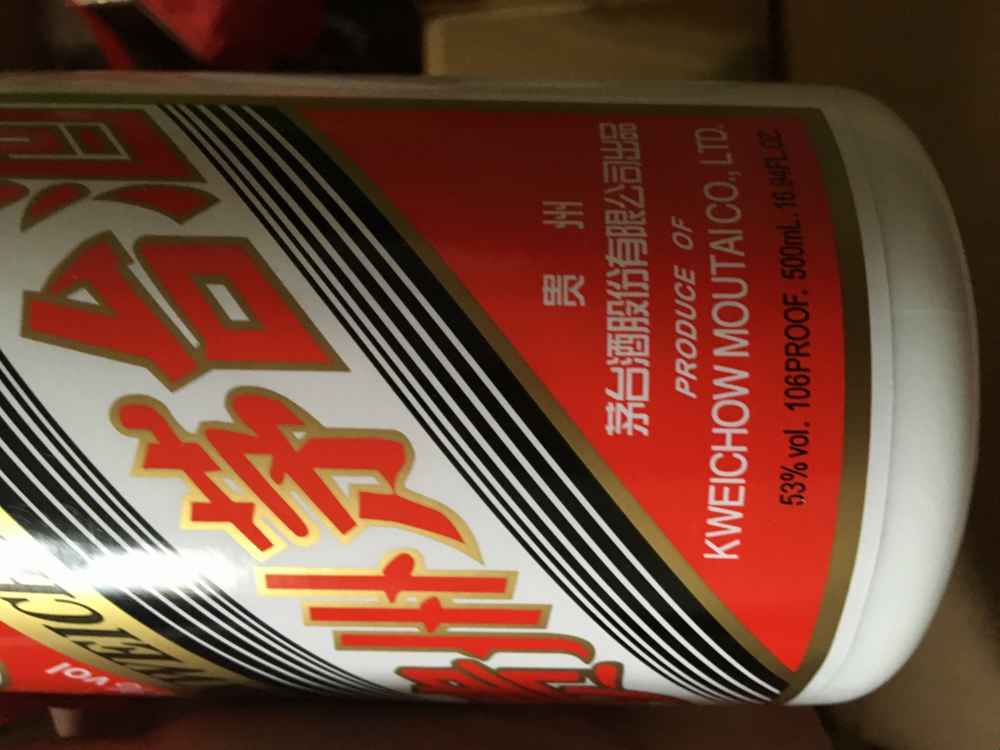 贵州茅台酒
贵州
茅台酒股份有限公司出品
PRODUCE OF
KWEICHOW MOUTAI CO., LTD.
53% vol. 106PROOF. 500mL. 16.94FL.OZ.
% vol